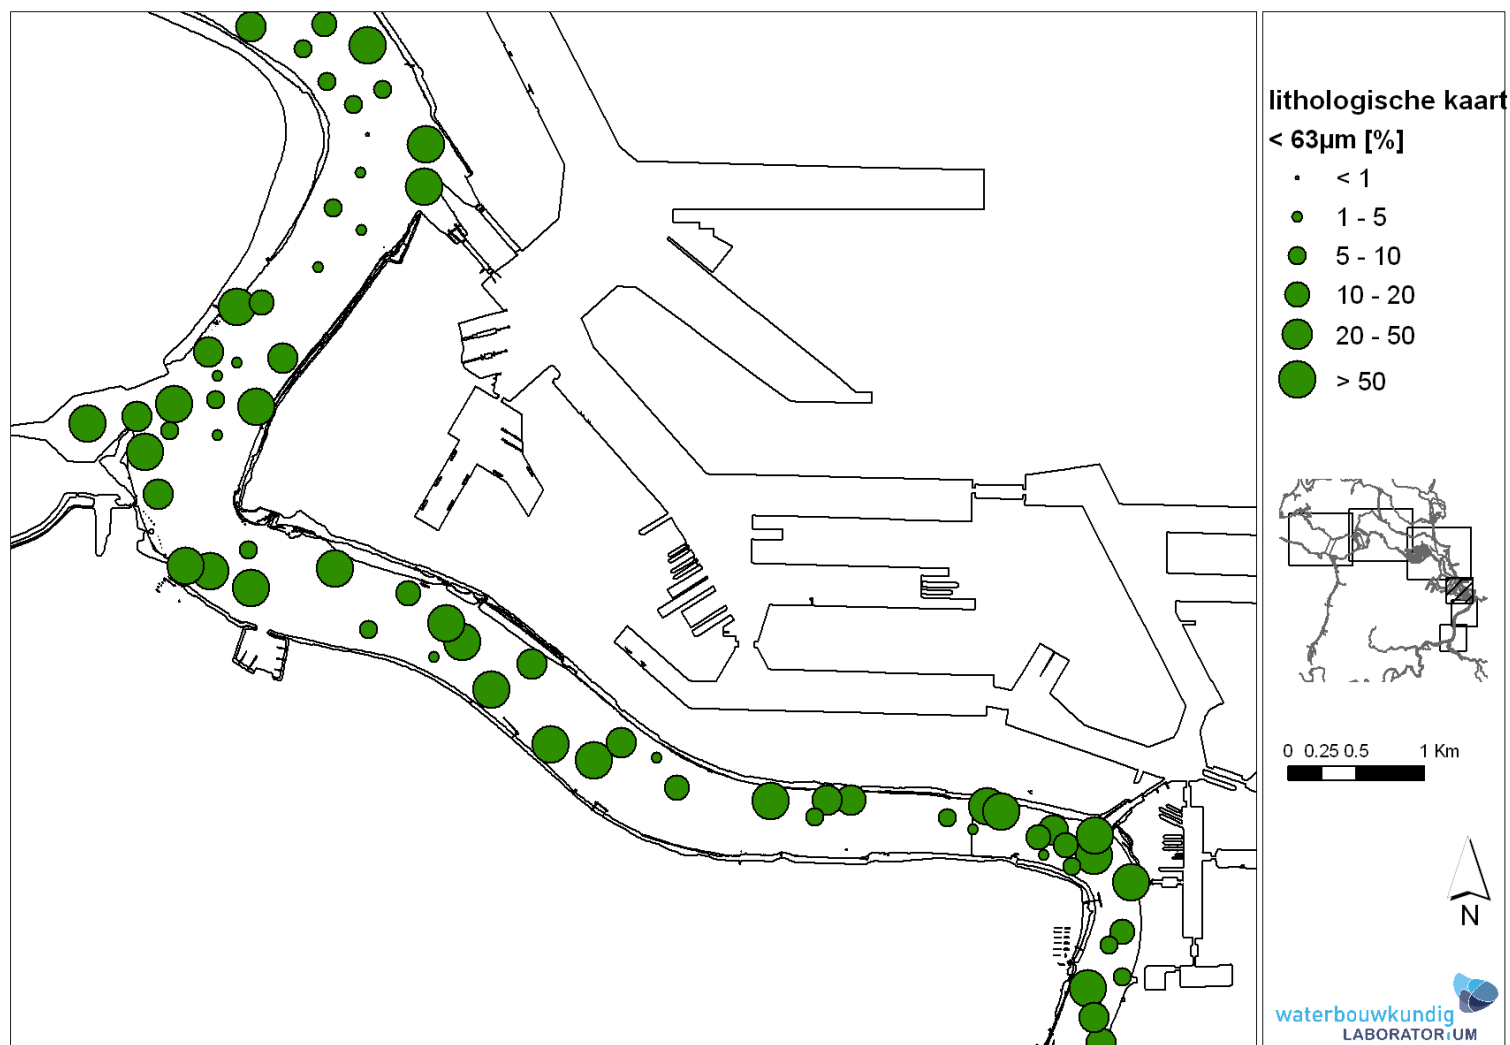 lithologische kaart
< 63µm [%]
< 1
1 - 5
5 - 10
10 - 20
20 - 50
> 50
0 0.25 0.5 1 Km
N
waterbouwkundig
LABORATORIUM